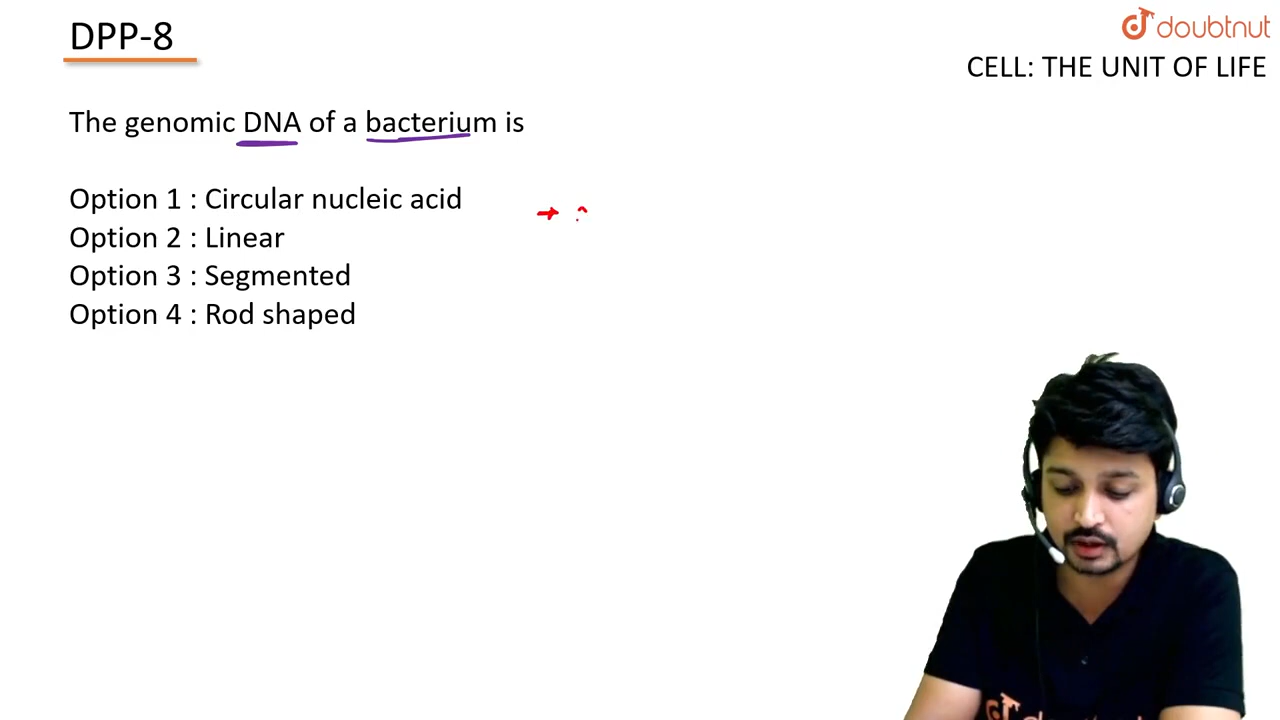 DPP-8
doubtnut
CELL: THE UNIT OF LIFE
The genomic DNA of a bacterium is
Option 1 : Circular nucleic acid
Option 2 : Linear
Option 3 : Segmented
Option 4 : Rod shaped